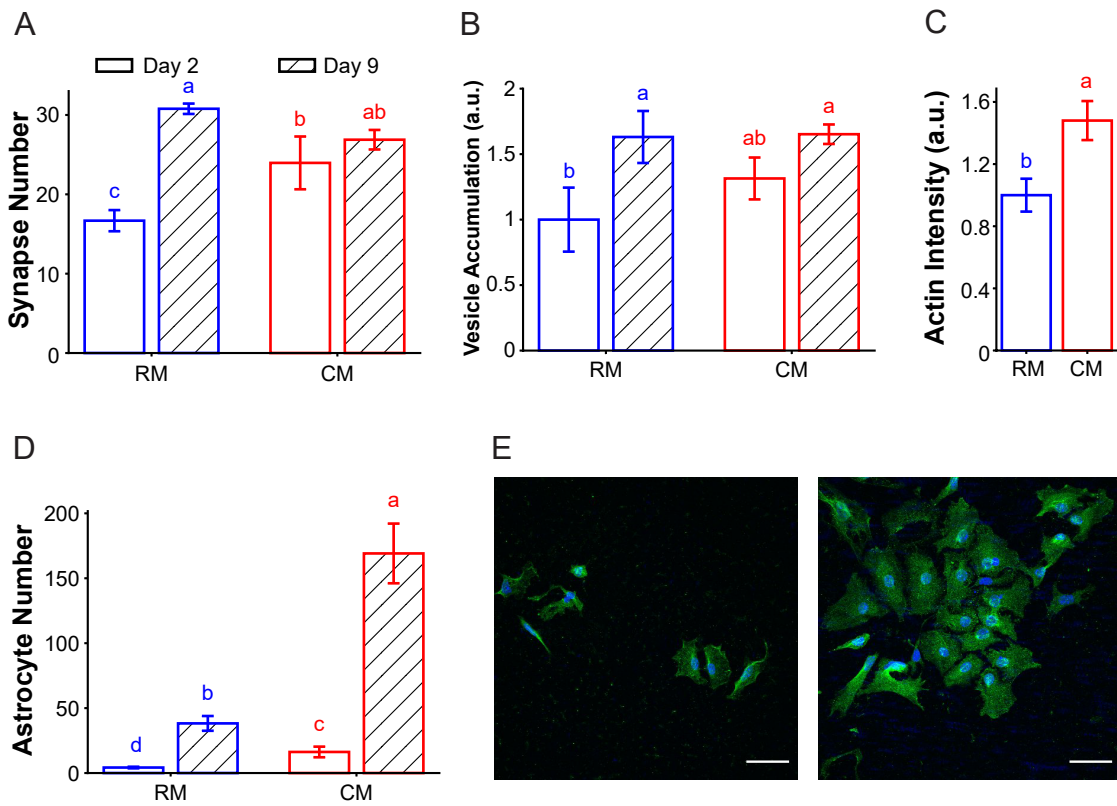 A
Day 2
Day 9
Synapse Number
30
20
10
0
c
a
b
ab
RM
CM
B
Vesicle Accumulation (a.u.)
2
1.5
1
0.5
0
b
a
ab
a
RM
CM
C
Actin Intensity (a.u.)
1.6
1.2
0.8
0.4
0
b
a
RM
CM
D
Astrocyte Number
200
150
100
50
0
d
b
c
a
RM
CM
E